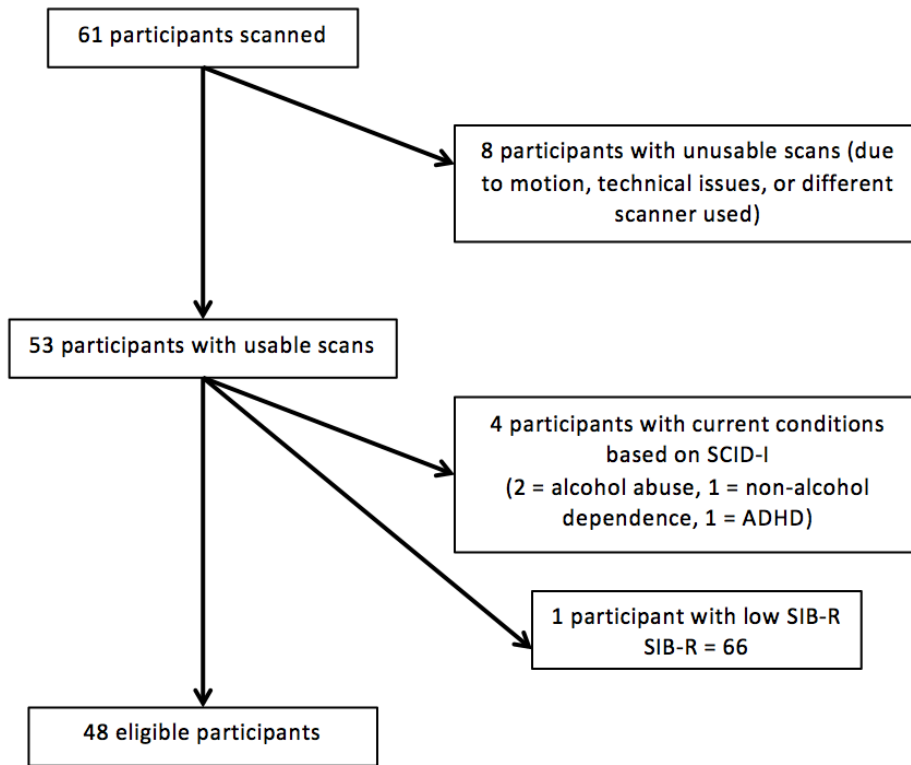 61 participants scanned
8 participants with unusable scans (due
to motion, technical issues, or different
scanner used)
53 participants with usable scans
4 participants with current conditions
based on SCID-I
(2 = alcohol abuse, 1 = non-alcohol
dependence, 1 = ADHD)
1 participant with low SIB-R
SIB-R = 66
48 eligible participants